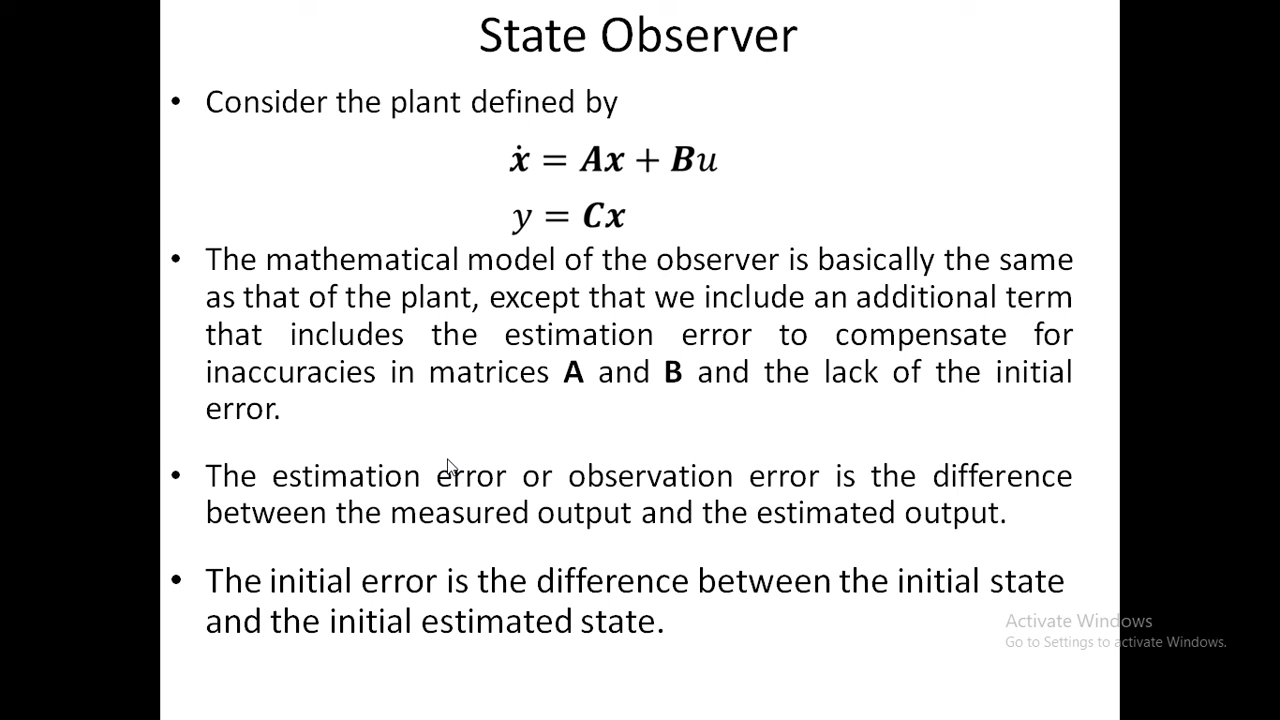 State Observer
• Consider the plant defined by
ẋ = Ax + Bu
y = Cx
• The mathematical model of the observer is basically the same
as that of the plant, except that we include an additional term
that includes the estimation error to compensate for
inaccuracies in matrices A and B and the lack of the initial
error.
• The estimation error or observation error is the difference
between the measured output and the estimated output.
• The initial error is the difference between the initial state
and the initial estimated state.
Activate Windows
Go to Settings to activate Windows.